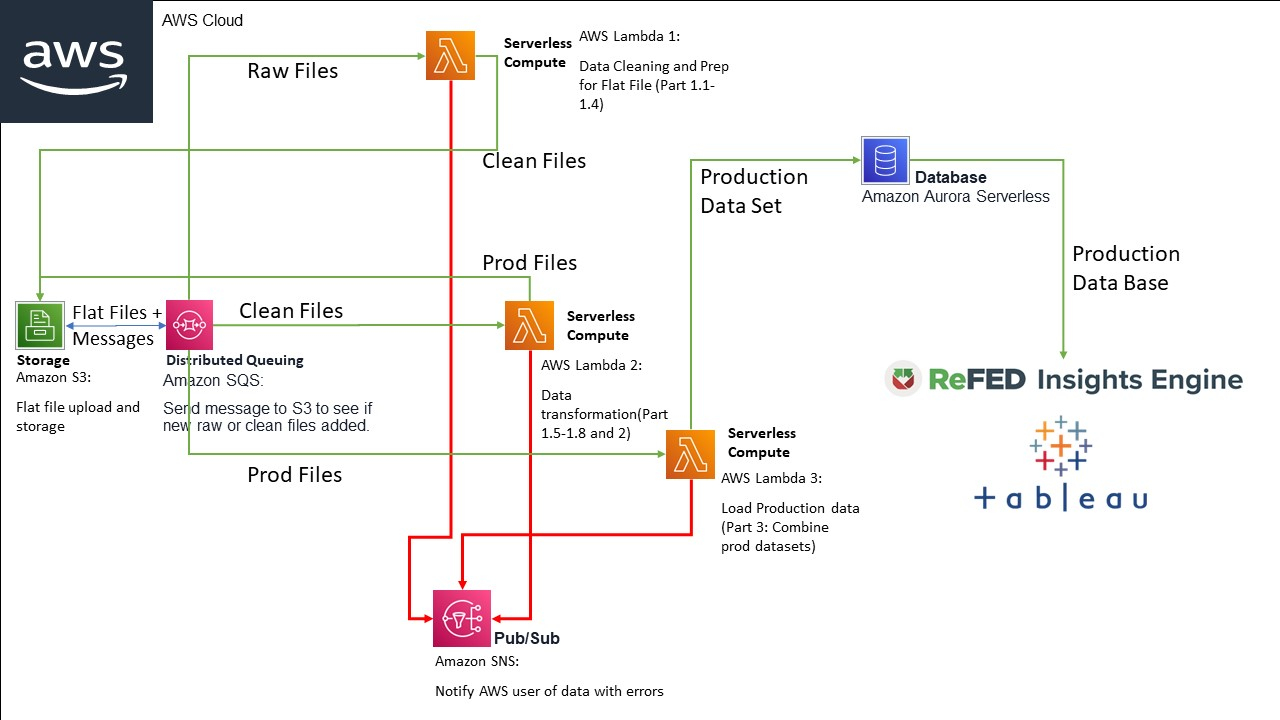 aws
AWS Cloud
Raw Files
Serverless
Compute
AWS Lambda 1:
Data Cleaning and Prep
for Flat File (Part 1.1-
1.4)
Clean Files
Production
Data Set
Database
Amazon Aurora Serverless
Production
Data Base
Prod Files
Flat Files +
Messages
Clean Files
Serverless
Compute
Storage
Amazon S3:
Flat file upload and
storage
Distributed Queuing
Amazon SQS:
Send message to S3 to see if
new raw or clean files added.
AWS Lambda 2:
Data
transformation(Part
1.5-1.8 and 2)
ReFED Insights Engine
+ableau
Prod Files
Serverless
Compute
AWS Lambda 3:
Load Production data
(Part 3: Combine
prod datasets)
Pub/Sub
Amazon SNS:
Notify AWS user of data with errors